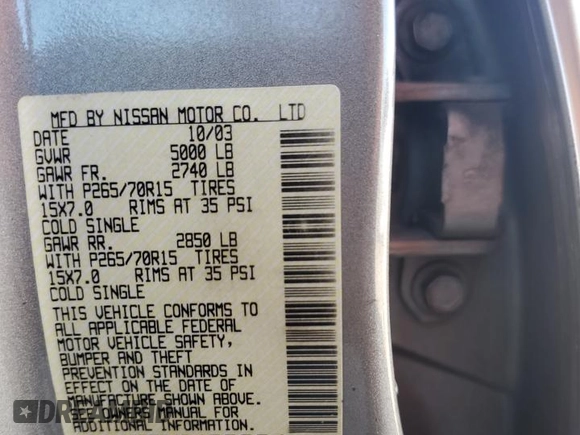 MFD BY NISSAN MOTOR CO. LTD
DATE 10/03
GVWR 5000 LB
GAWR FR. 2740 LB
WITH P265/70R15 TIRES
15X7.0 RIMS AT 35 PSI
COLD SINGLE
GAWR RR. 2850 LB
WITH P265/70R15 TIRES
15X7.0 RIMS AT 35 PSI
COLD SINGLE
THIS VEHICLE CONFORMS TO
ALL APPLICABLE FEDERAL
MOTOR VEHICLE SAFETY,
BUMPER AND THEFT
PREVENTION STANDARDS IN
EFFECT ON THE DATE OF
MANUFACTURE SHOWN ABOVE.
SEE OWNERS MANUAL FOR
ADDITIONAL INFORMATION.